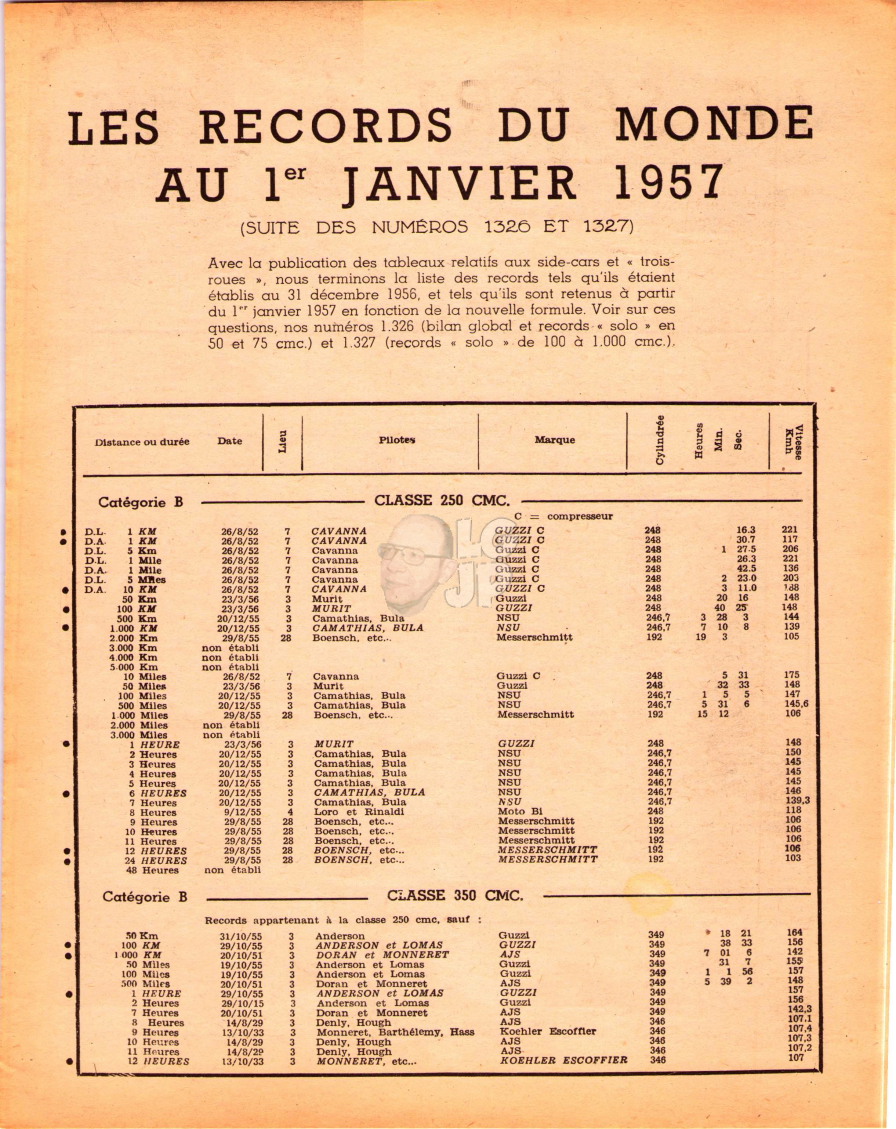 LES RECORDS DU MONDE
AU 1er JANVIER 1957
(SUITE DES NUMÉROS 1326 ET 1327)
Avec la publication des tableaux relatifs aux side-cars et « trois-
roues », nous terminons la liste des records tels qu'ils étaient
établis au 31 décembre 1956, et tels qu'ils sont retenus à partir
du 1er janvier 1957 en fonction de la nouvelle formule. Voir sur ces
questions, nos numéros 1.326 (bilan global et records « solo » en
50 et 75 cmc.) et 1.327 (records « solo » de 100 à 1.000 cmc.).
Distance ou durée Date Lieu Pilotes Marque Cylindrée Heures Min. Sec. Vitesse Kmh
Catégorie B CLASSE 250 CMC.
C = compresseur
• D.L. 1 KM 26/8/52 7 CAVANNA GUZZI C 248 16.3 221
• D.A. 1 KM 26/8/52 7 CAVANNA GUZZI C 248 30.7 117
D.L. 5 Km 26/8/52 7 Cavanna Guzzi C 248 1 27.5 206
D.L. 1 Mile 26/8/52 7 Cavanna Guzzi C 248 26.3 221
D.A. 1 Mile 26/8/52 7 Cavanna Guzzi C 248 42.5 136
D.L. 5 Miles 26/8/52 7 Cavanna Guzzi C 248 2 23.0 203
• D.A. 10 KM 26/8/52 7 CAVANNA GUZZI C 248 3 11.0
50 Km 23/3/56 3 Murit Guzzi 248 20 16 148
• 100 KM 23/3/56 3 MURIT GUZZI 248 40 25 148
500 Km 20/12/55 3 Camathias, Bula NSU 246,7 3 28 3 144
• 1.000 KM 20/12/55 3 CAMATHIAS, BULA NSU 246,7 7 10 8 139
2.000 Km 29/8/55 28 Boensch, etc... Messerschmitt 192 19 3 105
3.000 Km non établi
4.000 Km non établi
5.000 Km non établi
10 Miles 26/8/52 7 Cavanna Guzzi C 248 5 31 175
50 Miles 23/3/56 3 Murit Guzzi 248 32 33 148
100 Miles 20/12/55 3 Camathias, Bula NSU 246,7 1 5 5 147
500 Miles 20/12/55 3 Camathias, Bula NSU 246,7 5 31 6 145,6
1.000 Miles 29/8/55 28 Boensch, etc... Messerschmitt 192 15 12 106
2.000 Miles non établi
3.000 Miles non établi
• 1 HEURE 23/3/56 3 MURIT GUZZI 248 148
2 Heures 20/12/55 3 Camathias, Bula NSU 246,7 150
3 Heures 20/12/55 3 Camathias, Bula NSU 246,7 145
4 Heures 20/12/55 3 Camathias, Bula NSU 246,7 145
5 Heures 20/12/55 3 Camathias, Bula NSU 246,7 145
• 6 HEURES 20/12/55 3 CAMATHIAS, BULA NSU 246,7 146
7 Heures 20/12/55 3 Camathias, Bula NSU 246,7 139,3
8 Heures 9/12/55 4 Loro et Rinaldi Moto Bi 248 118
9 Heures 29/8/55 28 Boensch, etc... Messerschmitt 192 106
10 Heures 29/8/55 28 Boensch, etc... Messerschmitt 192 106
11 Heures 29/8/55 28 Boensch, etc... Messerschmitt 192 106
• 12 HEURES 29/8/55 28 BOENSCH, etc... MESSERSCHMITT 192 106
• 24 HEURES 29/8/55 28 BOENSCH, etc... MESSERSCHMITT 192 103
48 Heures non établi
Catégorie B CLASSE 350 CMC.
Records appartenant à la classe 250 cmc, sauf :
50 Km 31/10/55 3 Anderson Guzzi 349 18 21 164
• 100 KM 29/10/55 3 ANDERSON et LOMAS GUZZI 349 38 33 156
• 1.000 KM 20/10/51 3 DORAN et MONNERET AJS 349 7 01 6 142
50 Miles 19/10/55 3 Anderson et Lomas Guzzi 349 31 7 155
100 Miles 19/10/55 3 Anderson et Lomas Guzzi 349 1 1 56 157
500 Miles 20/10/51 3 Doran et Monneret AJS 349 5 39 2 148
• 1 HEURE 29/10/55 3 ANDERSON et LOMAS GUZZI 349 157
2 Heures 29/10/15 3 Anderson et Lomas Guzzi 349 156
7 Heures 20/10/51 3 Doran et Monneret AJS 349 142,3
8 Heures 14/8/29 3 Denly, Hough AJS 346 107,1
9 Heures 13/10/33 3 Monneret, Barthélemy, Hass Koehler Escoffier 346 107,4
10 Heures 14/8/29 3 Denly, Hough AJS 346 107,3
11 Heures 14/8/29 3 Denly, Hough AJS 346 107,2
• 12 HEURES 13/10/33 3 MONNERET, etc... KOEHLER ESCOFFIER 346 107